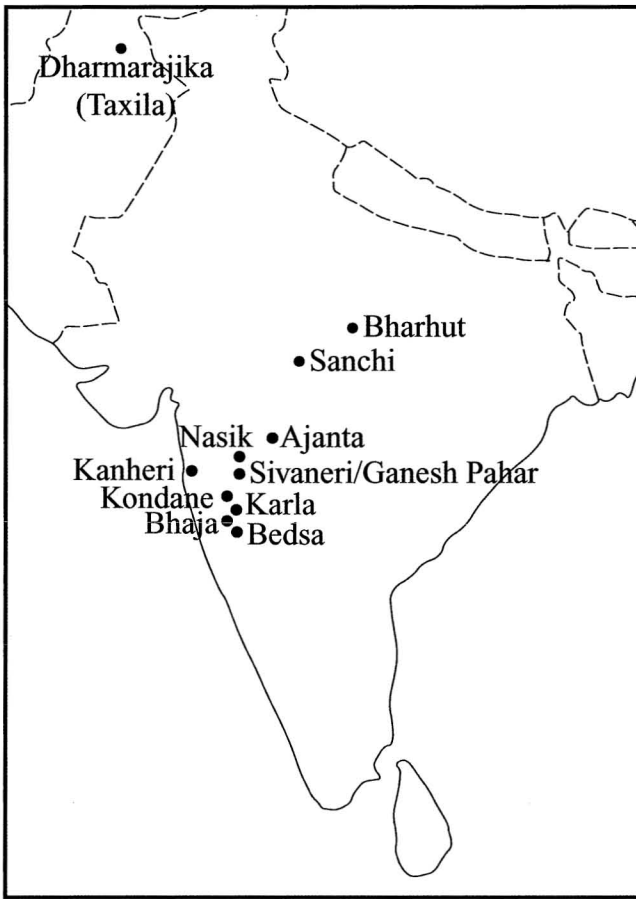 Dharmarajika
(Taxila)
Bharhut
Sanchi
Nasik
Ajanta
Kanheri
Sivaneri/Ganesh Pahar
Kondane
Karla
Bhaja
Bedsa